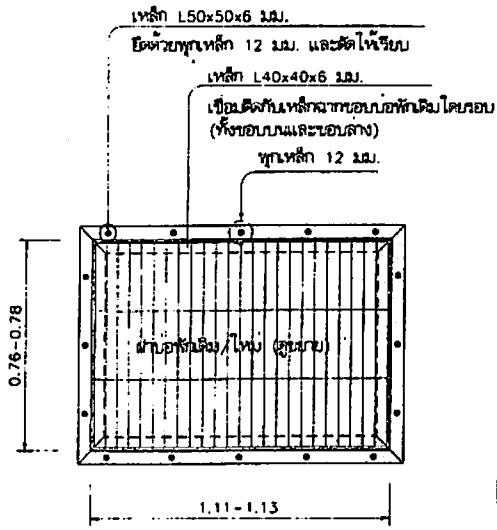 เหล็ก L50x50x6 มม.
ยึดด้วยพุกเหล็ก 12 มม. และตัดให้เรียบ
เหล็ก L40x40x6 มม.
เชื่อมติดกับเหล็กฉากขอบบ่อพักเดิมโดยรอบ
(ทั้งขอบบนและขอบล่าง)
พุกเหล็ก 12 มม.
0.76-0.78
ฝาบ่อพักเดิม/ใหม่ (ดูขยาย)
1.11-1.13